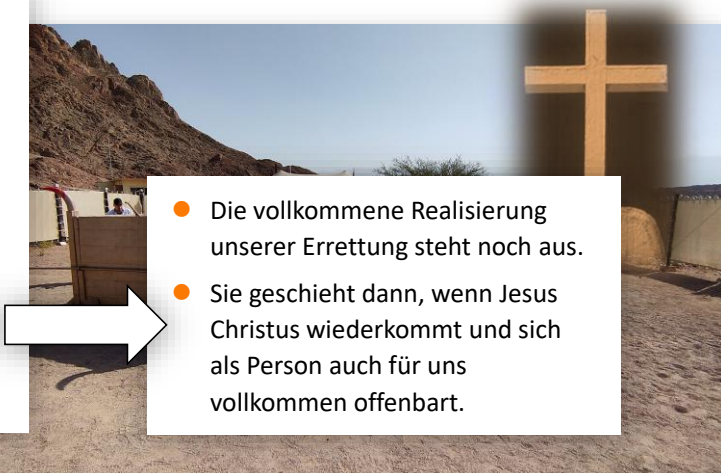 Die vollkommene Realisierung
unserer Errettung steht noch aus.
Sie geschieht dann, wenn Jesus
Christus wiederkommt und sich
als Person auch für uns
vollkommen offenbart.